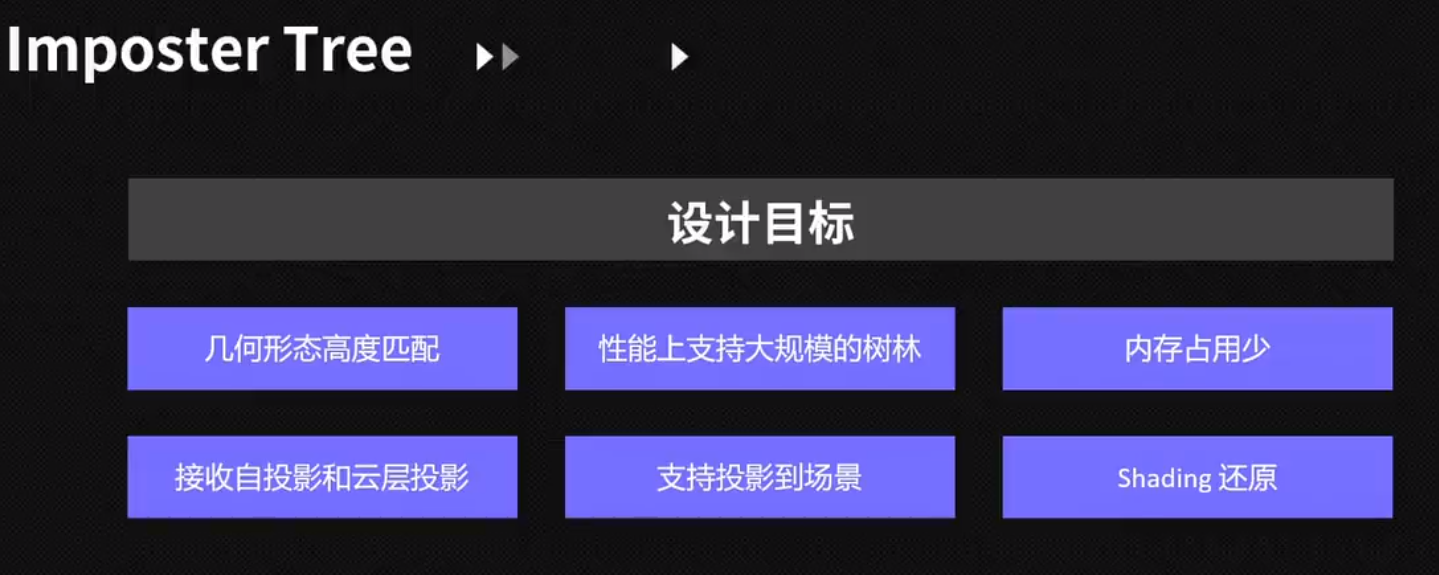 Imposter Tree
设计目标
几何形态高度匹配
性能上支持大规模的树林
内存占用少
接收自投影和云层投影
支持投影到场景
Shading 还原